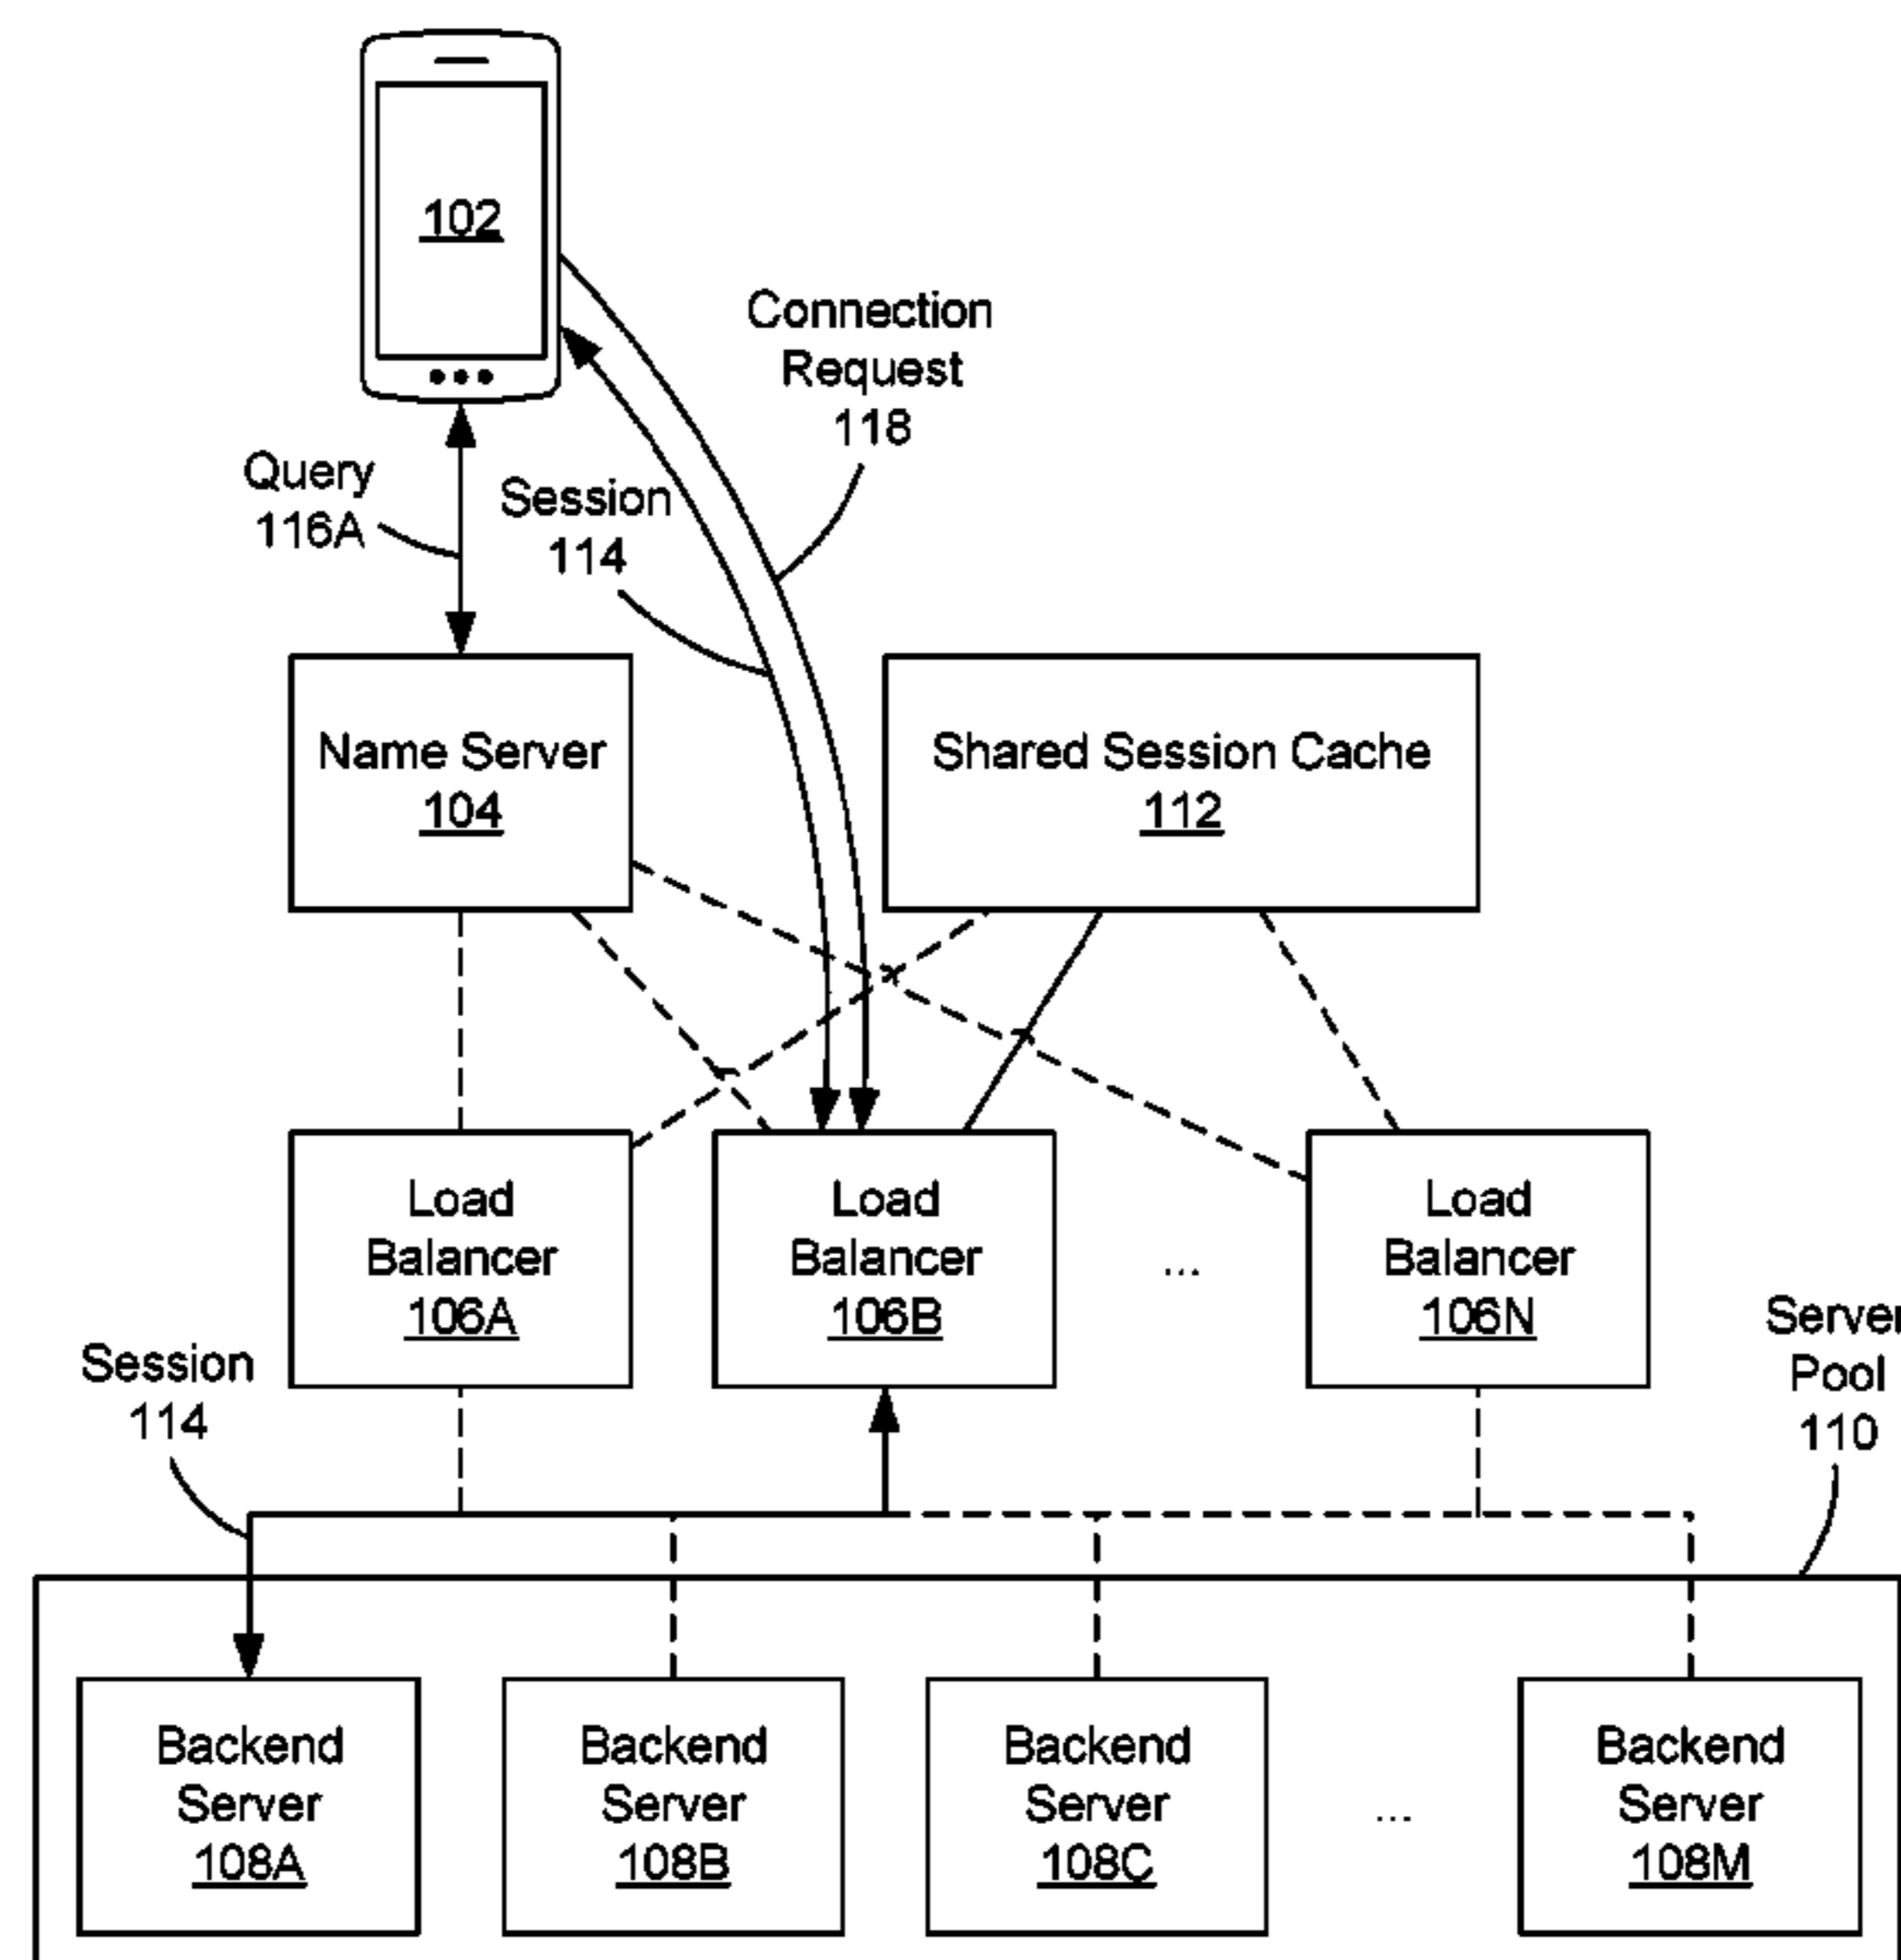 102
Connection
Request
118
Query
116A
Session
114
Name Server
104
Shared Session Cache
112
Load
Balancer
106A
Load
Balancer
106B
...
Load
Balancer
106N
Session
114
Server
Pool
110
Backend
Server
108A
Backend
Server
108B
Backend
Server
108C
...
Backend
Server
108M